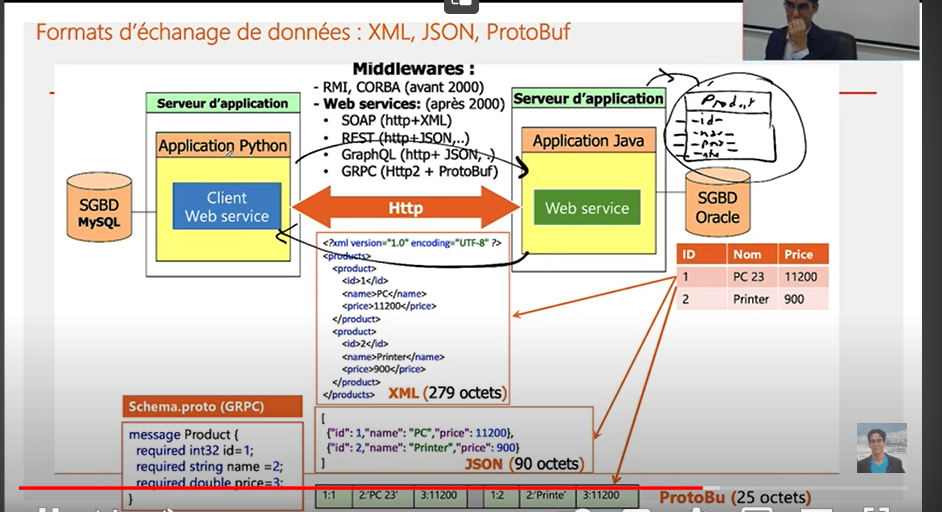 Formats d'échanage de données : XML, JSON, ProtoBuf
Middlewares :
- RMI, CORBA (avant 2000)
- Web services: (après 2000)
• SOAP (http+XML)
• REST (http+JSON,..)
• GraphQL (http+ JSON, .)
• GRPC (Http2 + ProtoBuf)
Serveur d'application
Application Python
Client
Web service
SGBD
MySQL
Http
Serveur d'application
Application Java
Web service
SGBD
Oracle
Product
-id-
ID Nom Price
1 PC 23 11200
2 Printer 900
<?xml version="1.0" encoding="UTF-8" ?>
<products>
<product>
<id>1</id>
<name>PC</name>
<price>11200</price>
</product>
<product>
<id>2</id>
<name>Printer</name>
<price>900</price>
</product>
</products>
XML (279 octets)
[
{"id": 1,"name": "PC","price": 11200},
{"id": 2,"name": "Printer","price": 900}
]
JSON (90 octets)
Schema.proto (GRPC)
message Product {
required int32 id=1;
required string name =2;
required double price=3;
}
1:1 2:'PC 23' 3:11200 1:2 2:'Printe' 3:11200
ProtoBu (25 octets)